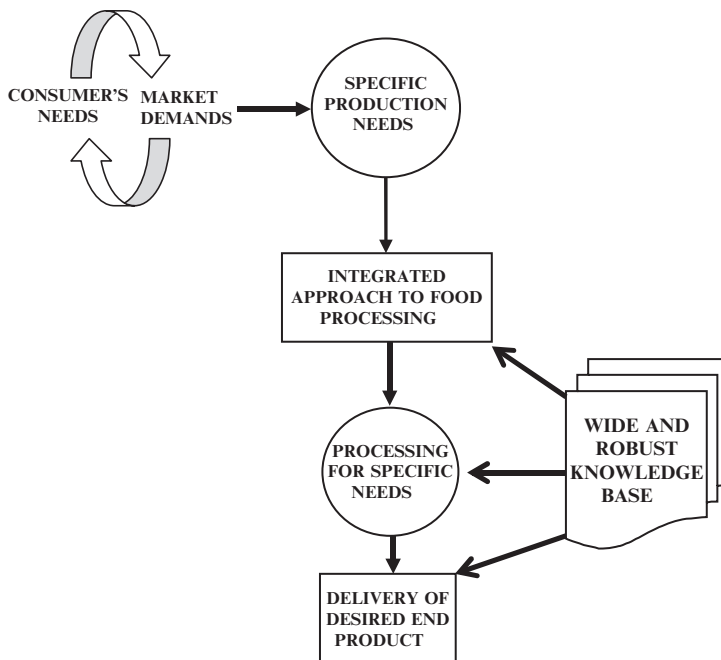 CONSUMER'S
NEEDS
MARKET
DEMANDS
SPECIFIC
PRODUCTION
NEEDS
INTEGRATED
APPROACH TO FOOD
PROCESSING
PROCESSING
FOR SPECIFIC
NEEDS
WIDE AND
ROBUST
KNOWLEDGE
BASE
DELIVERY OF
DESIRED END
PRODUCT